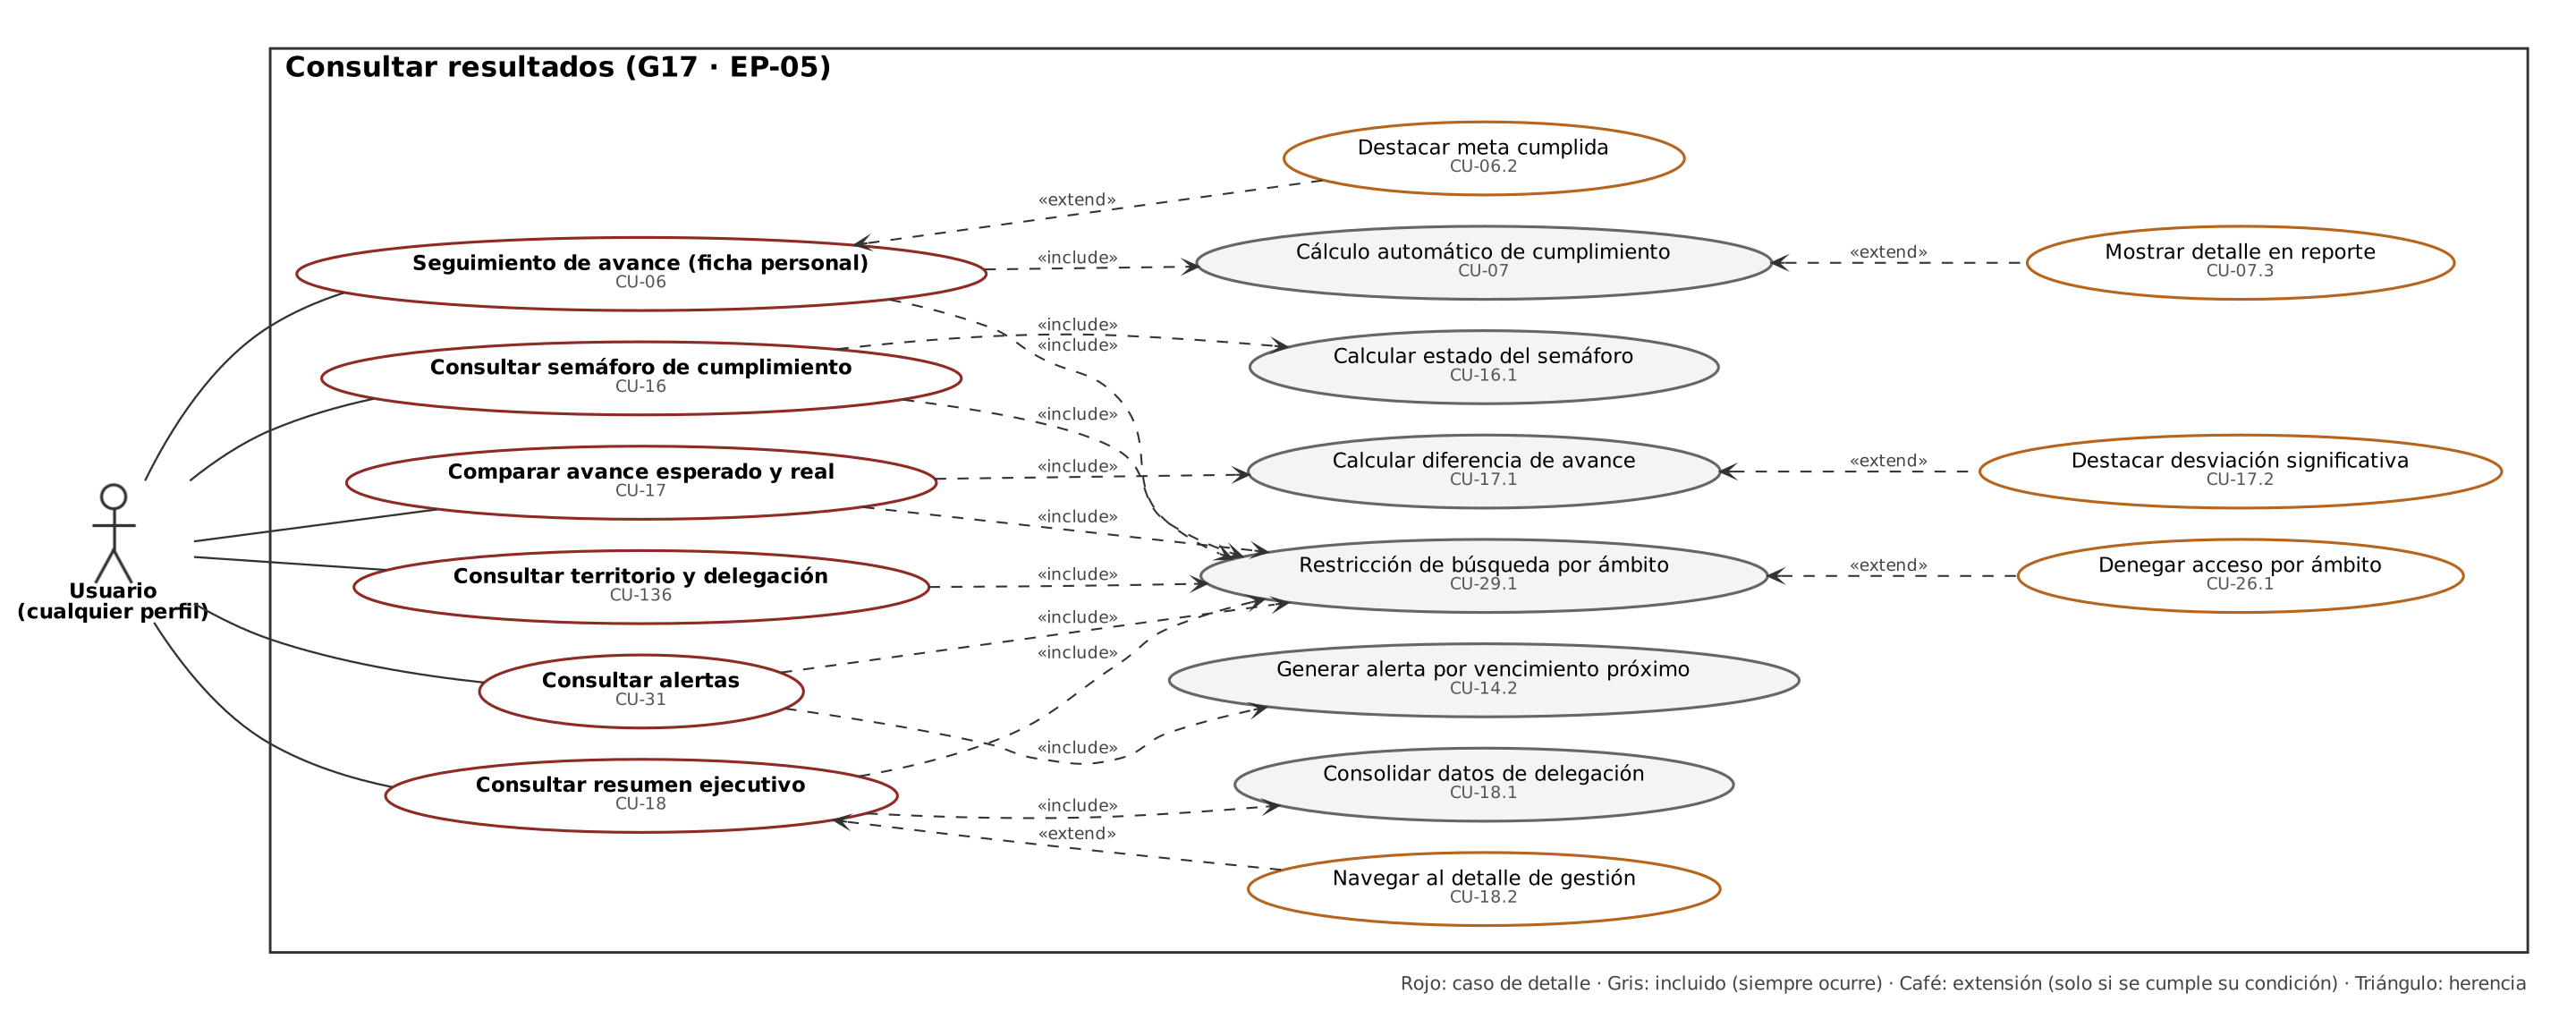 Consultar resultados (G17 · EP-05)
Destacar meta cumplida
CU-06.2
«extend»
Seguimiento de avance (ficha personal)
CU-06
«include»
Cálculo automático de cumplimiento
CU-07
«extend»
Mostrar detalle en reporte
CU-07.3
«include»
«include»
Consultar semáforo de cumplimiento
CU-16
Calcular estado del semáforo
CU-16.1
«include»
Comparar avance esperado y real
CU-17
«include»
Calcular diferencia de avance
CU-17.1
«extend»
Destacar desviación significativa
CU-17.2
«include»
Usuario
(cualquier perfil)
Consultar territorio y delegación
CU-136
«include»
Restricción de búsqueda por ámbito
CU-29.1
«extend»
Denegar acceso por ámbito
CU-26.1
«include»
«include»
Consultar alertas
CU-31
Generar alerta por vencimiento próximo
CU-14.2
«include»
Consultar resumen ejecutivo
CU-18
Consolidar datos de delegación
CU-18.1
«include»
«extend»
Navegar al detalle de gestión
CU-18.2
Rojo: caso de detalle · Gris: incluido (siempre ocurre) · Café: extensión (solo si se cumple su condición) · Triángulo: herencia